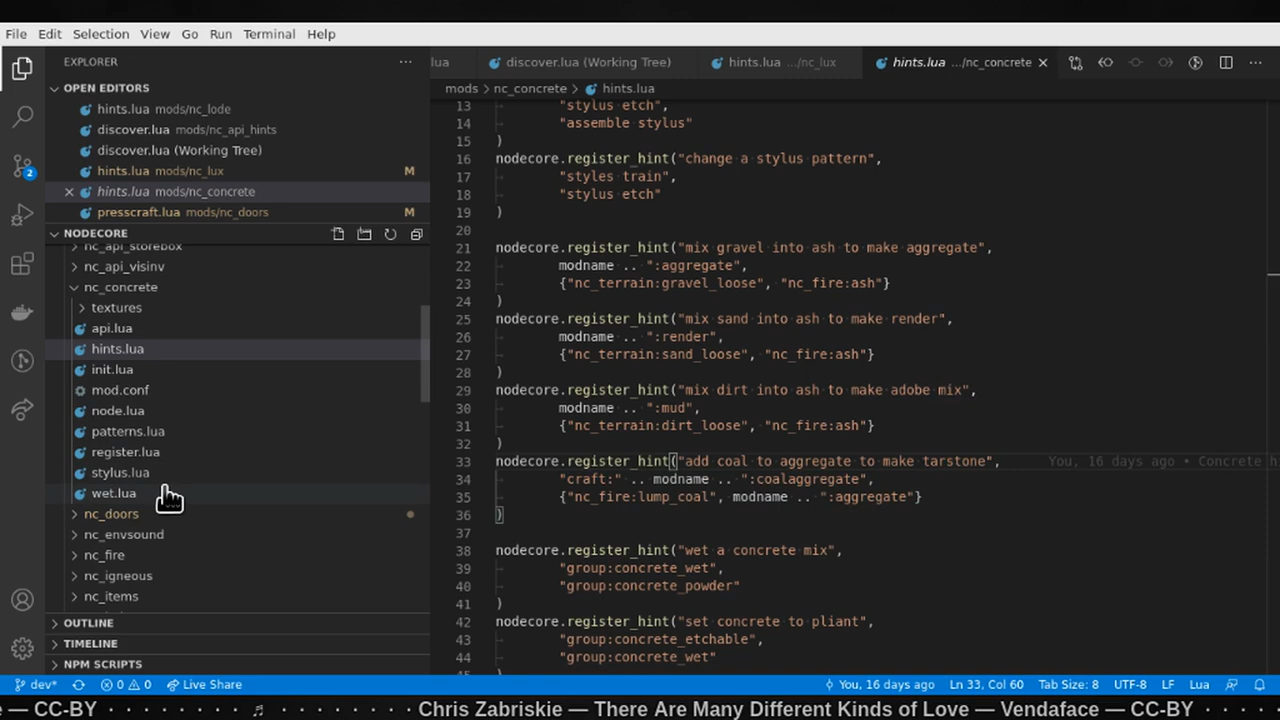 File Edit Selection View Go Run Terminal Help
EXPLORER
OPEN EDITORS
hints.lua mods/nc_lode
discover.lua mods/nc_api_hints
discover.lua (Working Tree)
hints.lua mods/nc_lux M
hints.lua mods/nc_concrete
presscraft.lua mods/nc_doors M
NODECORE
nc_api_storebox
nc_api_visinv
nc_concrete
textures
api.lua
hints.lua
init.lua
mod.conf
node.lua
patterns.lua
register.lua
stylus.lua
wet.lua
nc_doors
nc_envsound
nc_fire
nc_igneous
nc_items
OUTLINE
TIMELINE
NPM SCRIPTS
lua discover.lua (Working Tree) hints.lua .../nc_lux hints.lua .../nc_concrete
mods > nc_concrete > hints.lua
13 "stylus etch",
14 "assemble stylus"
15 )
16 nodecore.register_hint("change a stylus pattern",
17 "styles train",
18 "stylus etch"
19 )
20
21 nodecore.register_hint("mix gravel into ash to make aggregate",
22 modname .. ":aggregate",
23 {"nc_terrain:gravel_loose", "nc_fire:ash"}
24 )
25 nodecore.register_hint("mix sand into ash to make render",
26 modname .. ":render",
27 {"nc_terrain:sand_loose", "nc_fire:ash"}
28 )
29 nodecore.register_hint("mix dirt into ash to make adobe mix",
30 modname .. ":mud",
31 {"nc_terrain:dirt_loose", "nc_fire:ash"}
32 )
33 nodecore.register_hint("add coal to aggregate to make tarstone", You, 16 days ago • Concrete h
34 "craft:" .. modname .. ":coalaggregate",
35 {"nc_fire:lump_coal", modname .. ":aggregate"}
36 )
37
38 nodecore.register_hint("wet a concrete mix",
39 "group:concrete_wet",
40 "group:concrete_powder"
41 )
42 nodecore.register_hint("set concrete to pliant",
43 "group:concrete_etchable",
44 "group:concrete_wet"
45 )
2
dev* 0 0 Live Share You, 16 days ago Ln 33, Col 60 Tab Size: 8 UTF-8 LF Lua
— CC-BY · · · · · · · · ♬ · · · · · · · · Chris Zabriskie — There Are Many Different Kinds of Love — Vendaface — CC-BY · · · ·